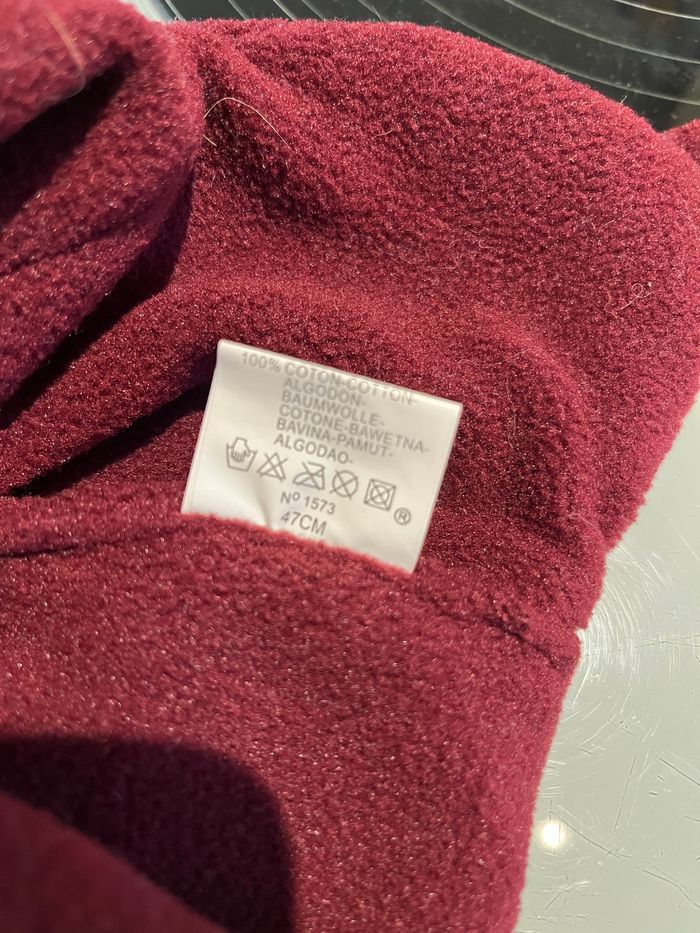 100% COTON-COTTON-
ALGODON-
BAUMWOLLE-
COTONE-BAWETNA-
BAVINA-PAMUT-
ALGODAO-
®
Nº 1573
47CM